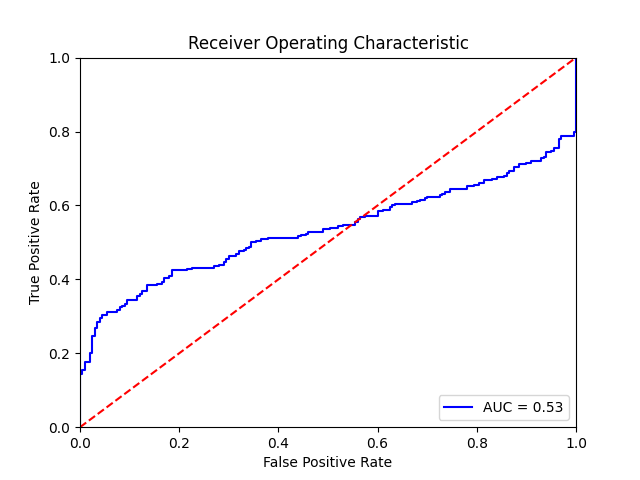 Receiver Operating Characteristic
True Positive Rate
1.0
0.8
0.6
0.4
0.2
0.0
AUC = 0.53
0.0 0.2 0.4 0.6 0.8 1.0
False Positive Rate